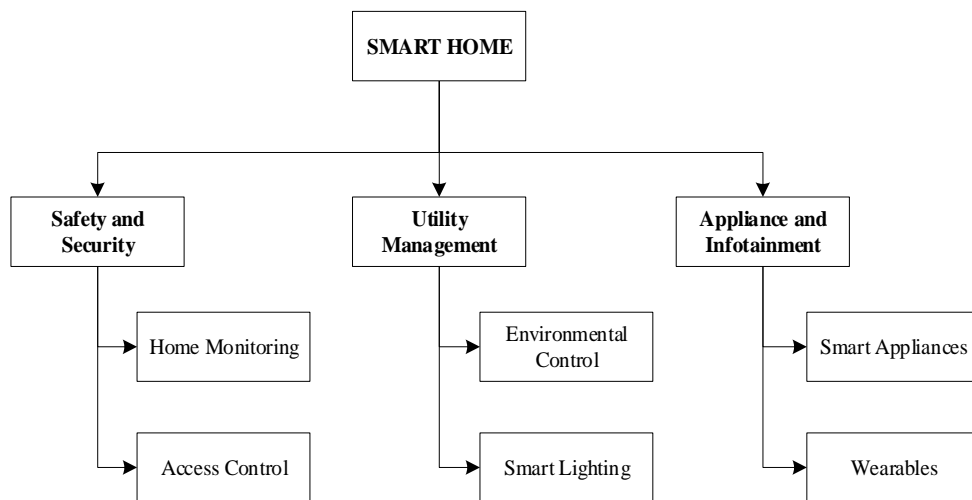 SMART HOME
Safety and
Security
Utility
Management
Appliance and
Infotainment
Home Monitoring
Environmental
Control
Smart Appliances
Access Control
Smart Lighting
Wearables